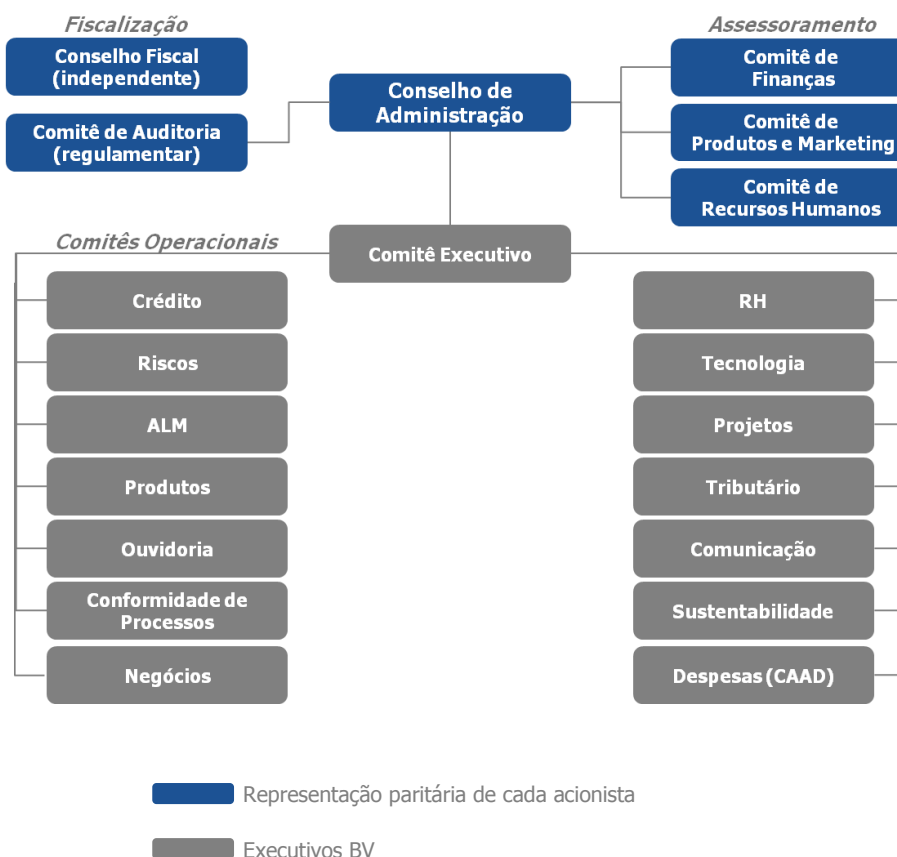 Fiscalização
Conselho Fiscal
(independente)
Comitê de Auditoria
(regulamentar)
Conselho de
Administração
Assessoramento
Comitê de
Finanças
Comitê de
Produtos e Marketing
Comitê de
Recursos Humanos
Comitês Operacionais
Comitê Executivo
Crédito
Riscos
ALM
Produtos
Ouvidoria
Conformidade de
Processos
Negócios
RH
Tecnologia
Projetos
Tributário
Comunicação
Sustentabilidade
Despesas (CAAD)
Representação paritária de cada acionista
Executivos BV